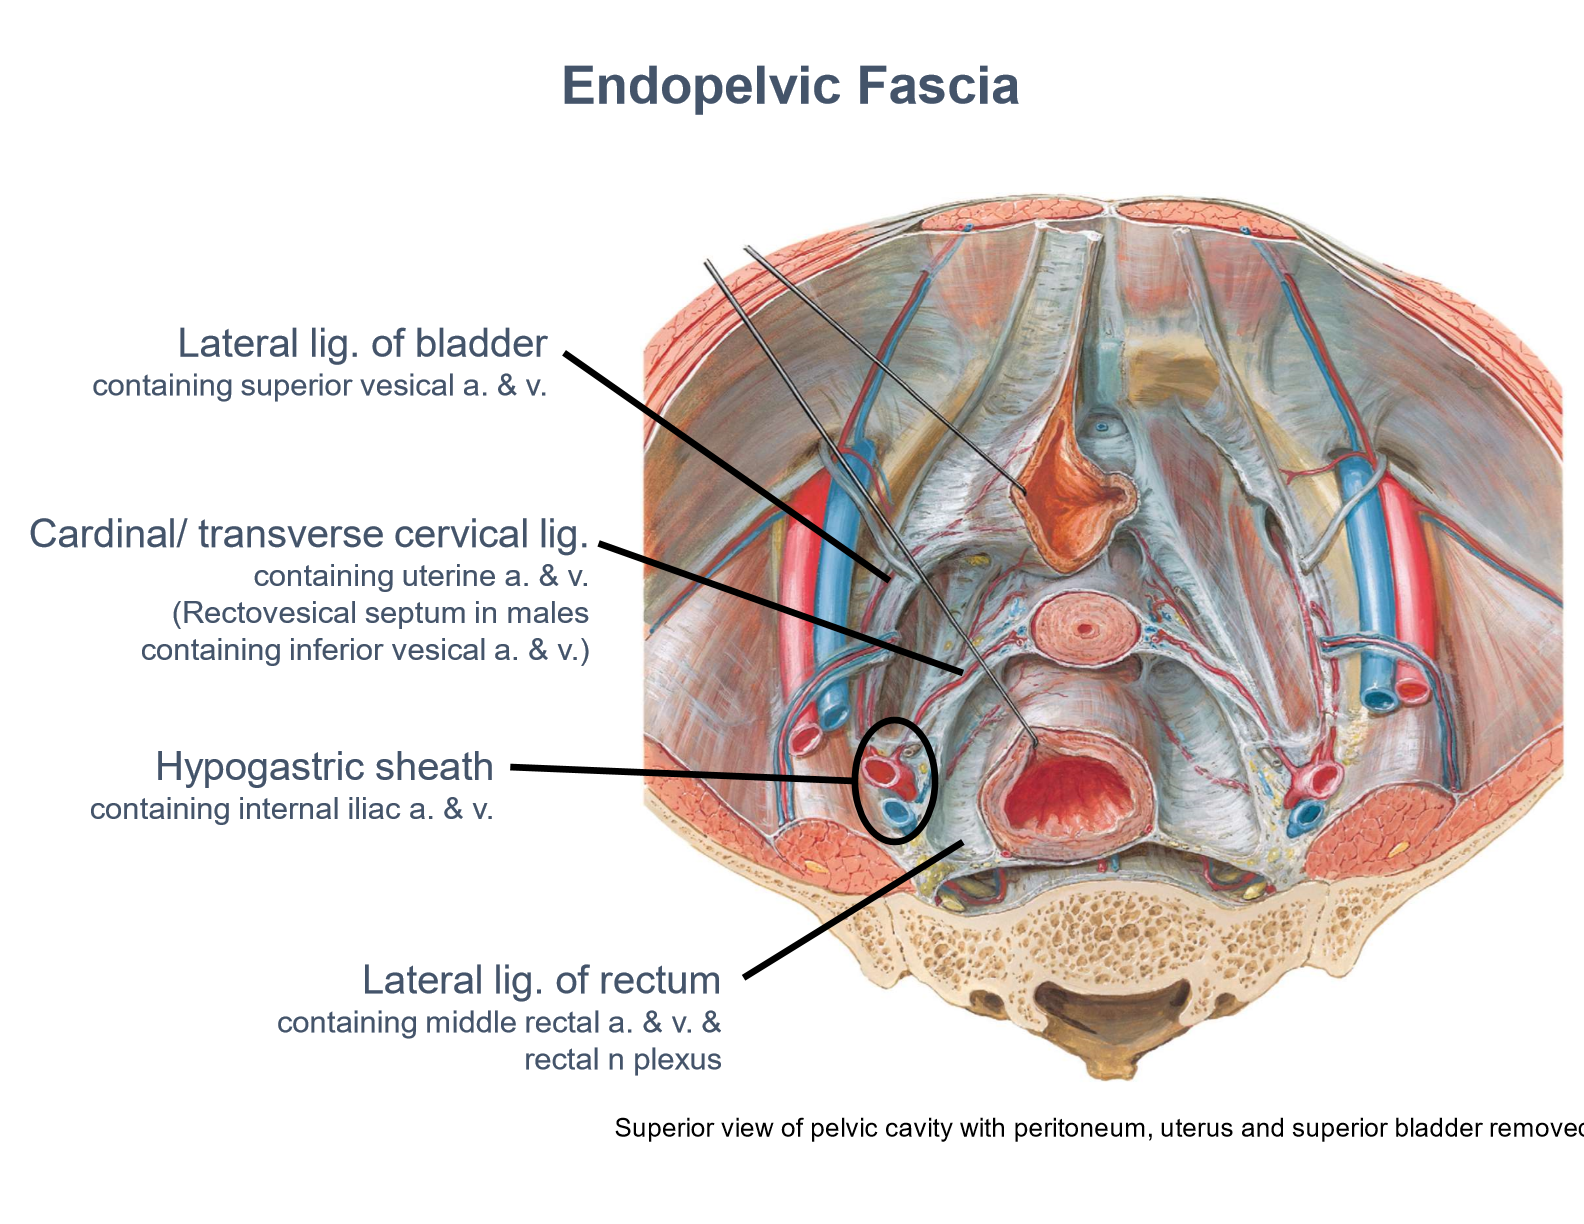 Endopelvic Fascia
Lateral lig. of bladder
containing superior vesical a. & v.
Cardinal/ transverse cervical lig.
containing uterine a. & v.
(Rectovesical septum in males
containing inferior vesical a. & v.)
Hypogastric sheath
containing internal iliac a. & v.
Lateral lig. of rectum
containing middle rectal a. & v. &
rectal n plexus
Superior view of pelvic cavity with peritoneum, uterus and superior bladder removed